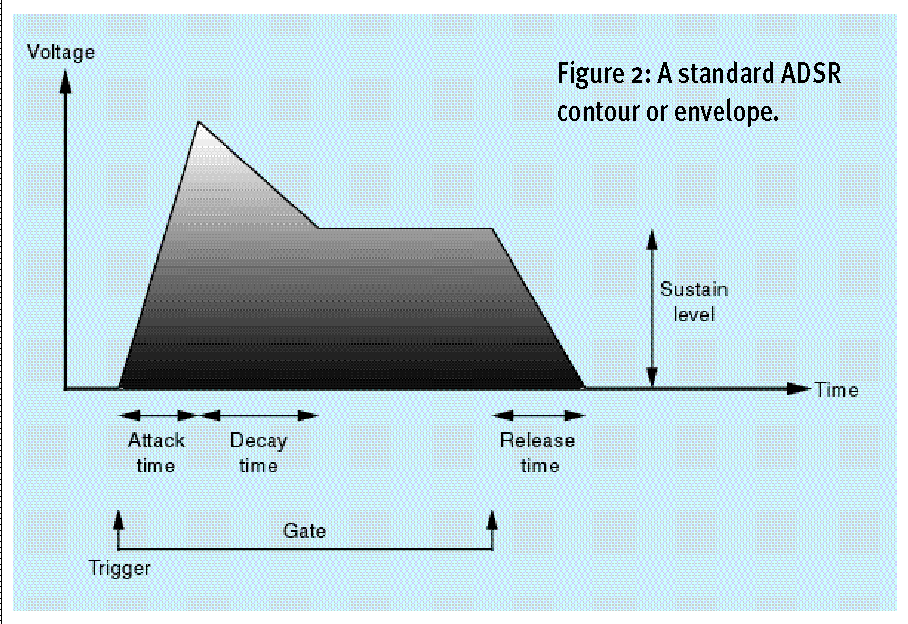 Voltage
Figure 2: A standard ADSR
contour or envelope.
Sustain
level
Time
Attack
time
Decay
time
Release
time
Gate
Trigger